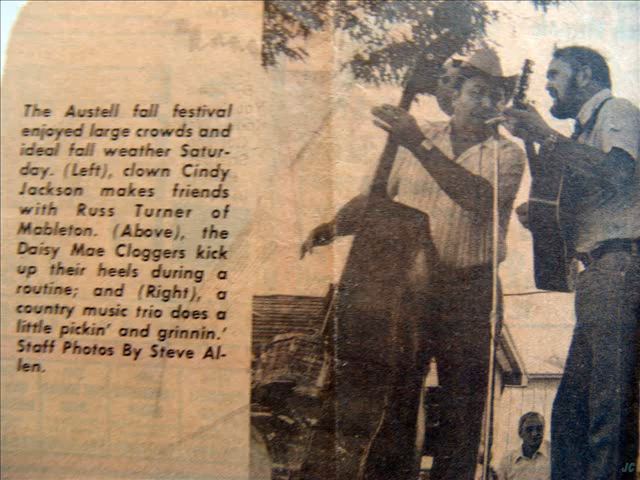 The Austell fall festival
enjoyed large crowds and
ideal fall weather Satur-
day. (Left), clown Cindy
Jackson makes friends
with Russ Turner of
Mableton. (Above), the
Daisy Mae Cloggers kick
up their heels during a
routine; and (Right), a
country music trio does a
little pickin' and grinnin.'
Staff Photos By Steve Al-
len.
JC